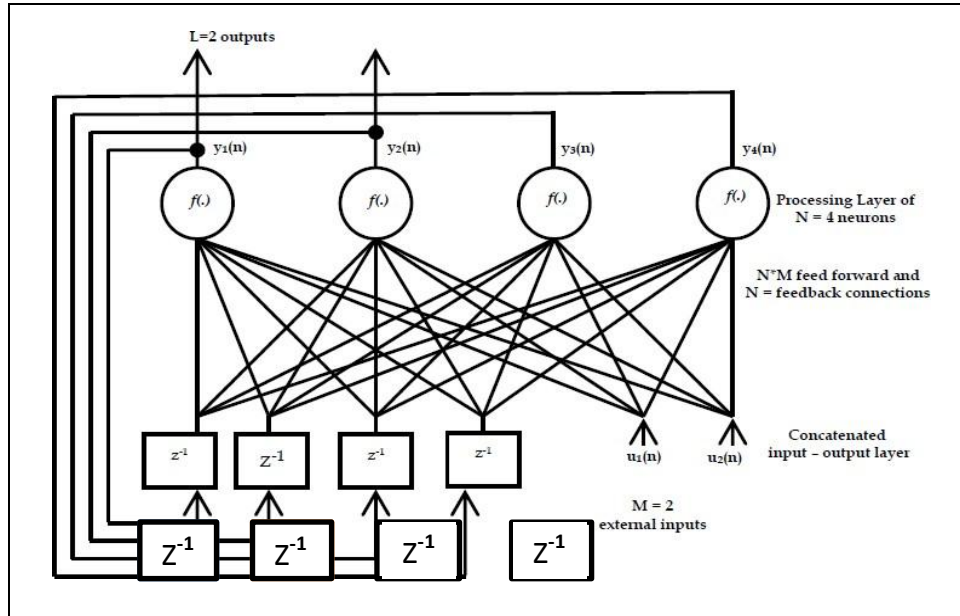 L=2 outputs
y₁(n)
y₂(n)
y₃(n)
y₄(n)
f(.)
f(.)
f(.)
f(.)
Processing Layer of
N = 4 neurons
N*M feed forward and
N = feedback connections
z⁻¹
Z⁻¹
z⁻¹
z⁻¹
u₁(n)
u₂(n)
Concatenated
input – output layer
M = 2
external inputs
Z⁻¹
Z⁻¹
Z⁻¹
Z⁻¹